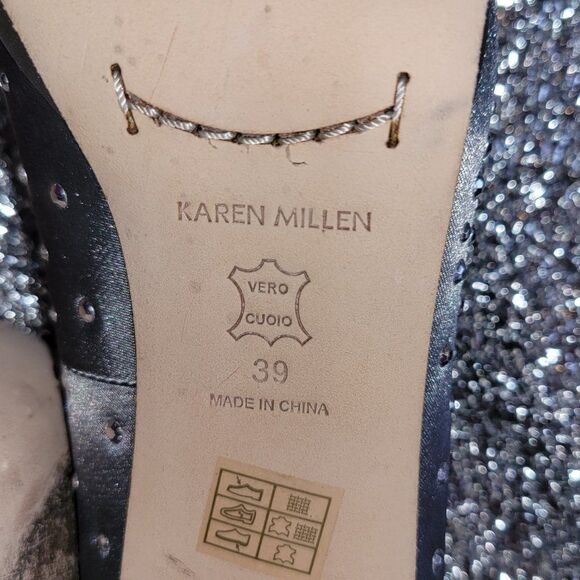 KAREN MILLEN
VERO
CUOIO
39
MADE IN CHINA